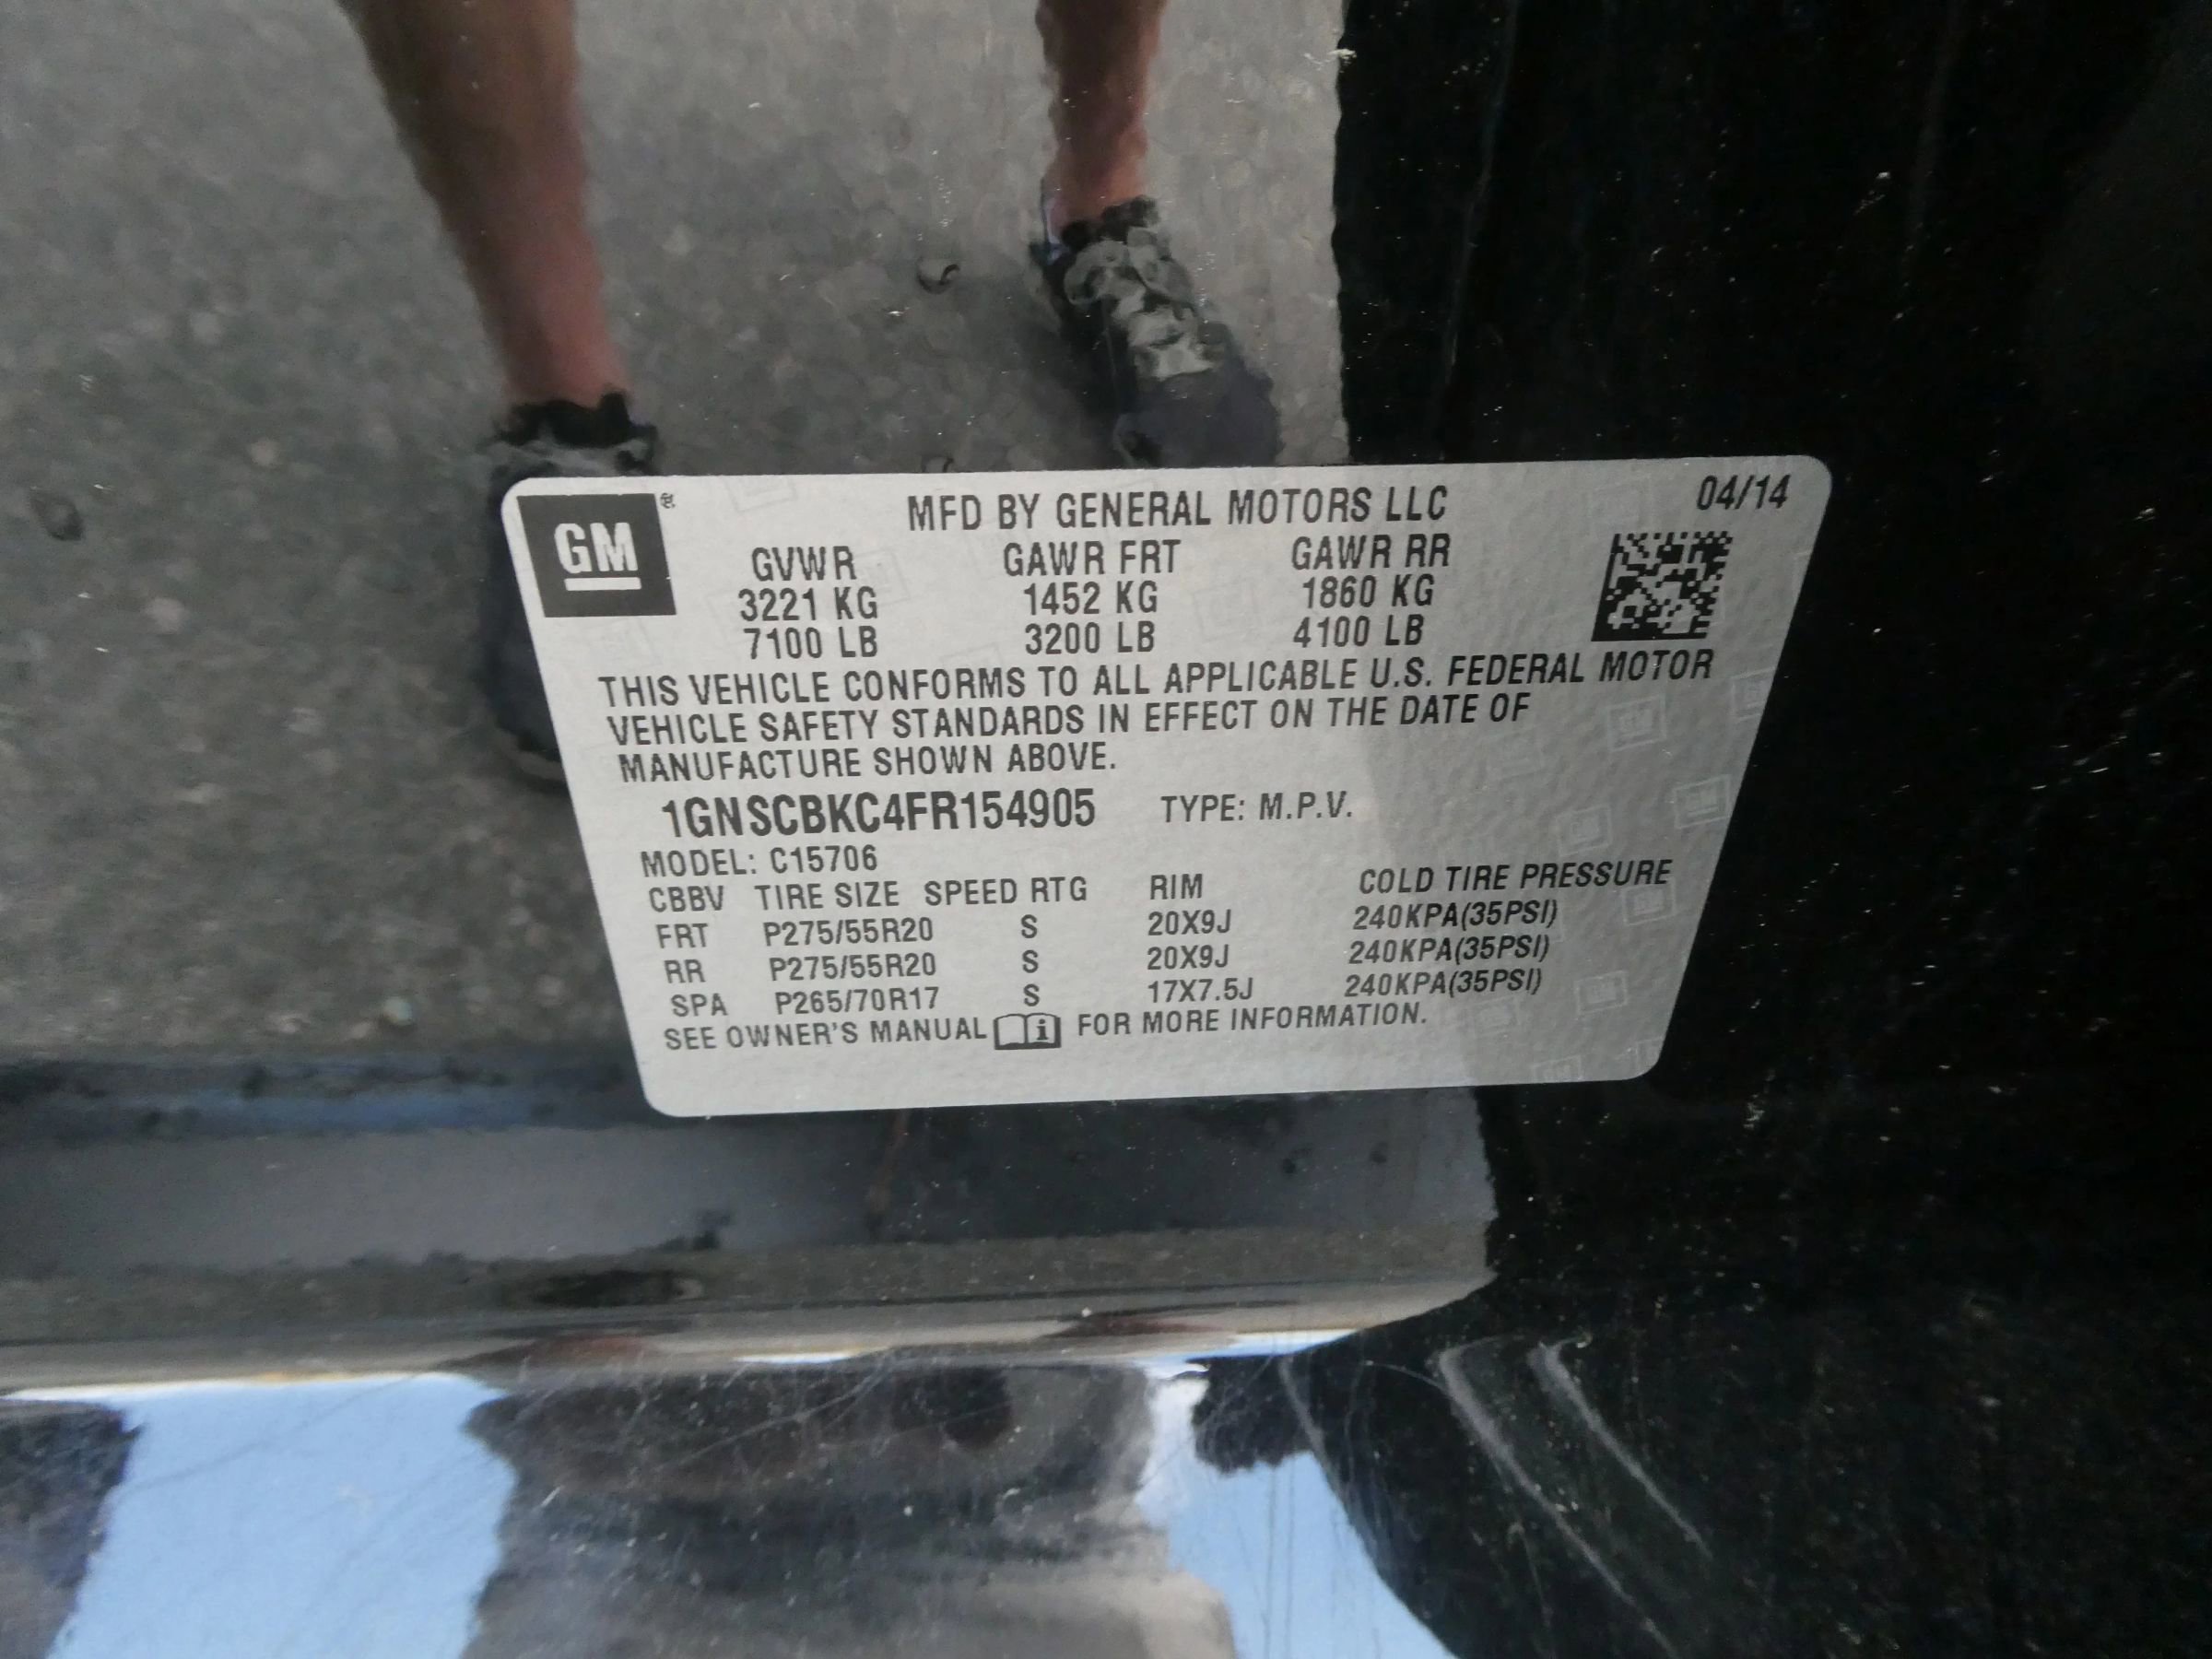 GM ® MFD BY GENERAL MOTORS LLC 04/14
GVWR GAWR FRT GAWR RR
3221 KG 1452 KG 1860 KG
7100 LB 3200 LB 4100 LB
THIS VEHICLE CONFORMS TO ALL APPLICABLE U.S. FEDERAL MOTOR
VEHICLE SAFETY STANDARDS IN EFFECT ON THE DATE OF
MANUFACTURE SHOWN ABOVE.
1GNSCBKC4FR154905 TYPE: M.P.V.
MODEL: C15706
CBBV TIRE SIZE SPEED RTG RIM COLD TIRE PRESSURE
FRT P275/55R20 S 20X9J 240KPA(35PSI)
RR P275/55R20 S 20X9J 240KPA(35PSI)
SPA P265/70R17 S 17X7.5J 240KPA(35PSI)
SEE OWNER'S MANUAL i FOR MORE INFORMATION.